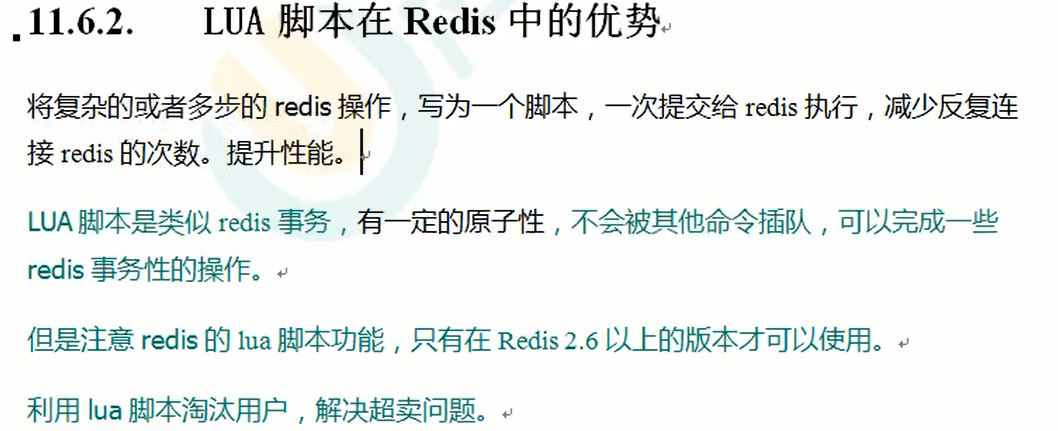 11.6.2. LUA 脚本在 Redis 中的优势
将复杂的或者多步的 redis 操作，写为一个脚本，一次提交给 redis 执行，减少反复连
接 redis 的次数。提升性能。
LUA 脚本是类似 redis 事务，有一定的原子性，不会被其他命令插队，可以完成一些
redis 事务性的操作。
但是注意 redis 的 lua 脚本功能，只有在 Redis 2.6 以上的版本才可以使用。
利用 lua 脚本淘汰用户，解决超卖问题。